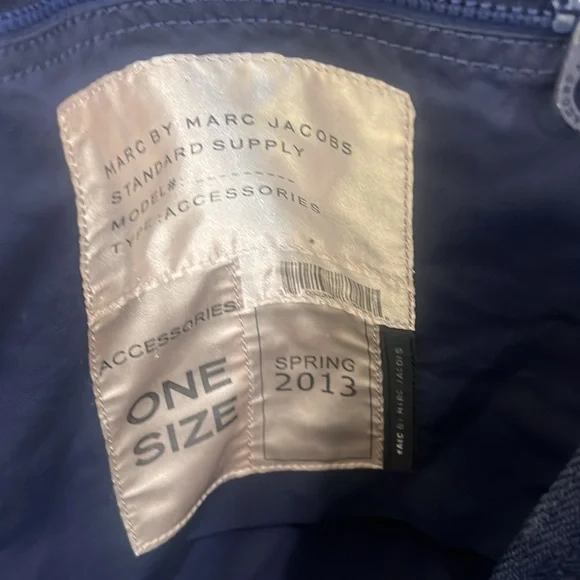 MARC BY MARC JACOBS
STANDARD SUPPLY
MODEL#: _ _ _ _ _ _ _ _ _ _
TYPE: ACCESSORIES
ACCESSORIES
ONE
SIZE
SPRING
2013
MARC BY MARC JACOBS